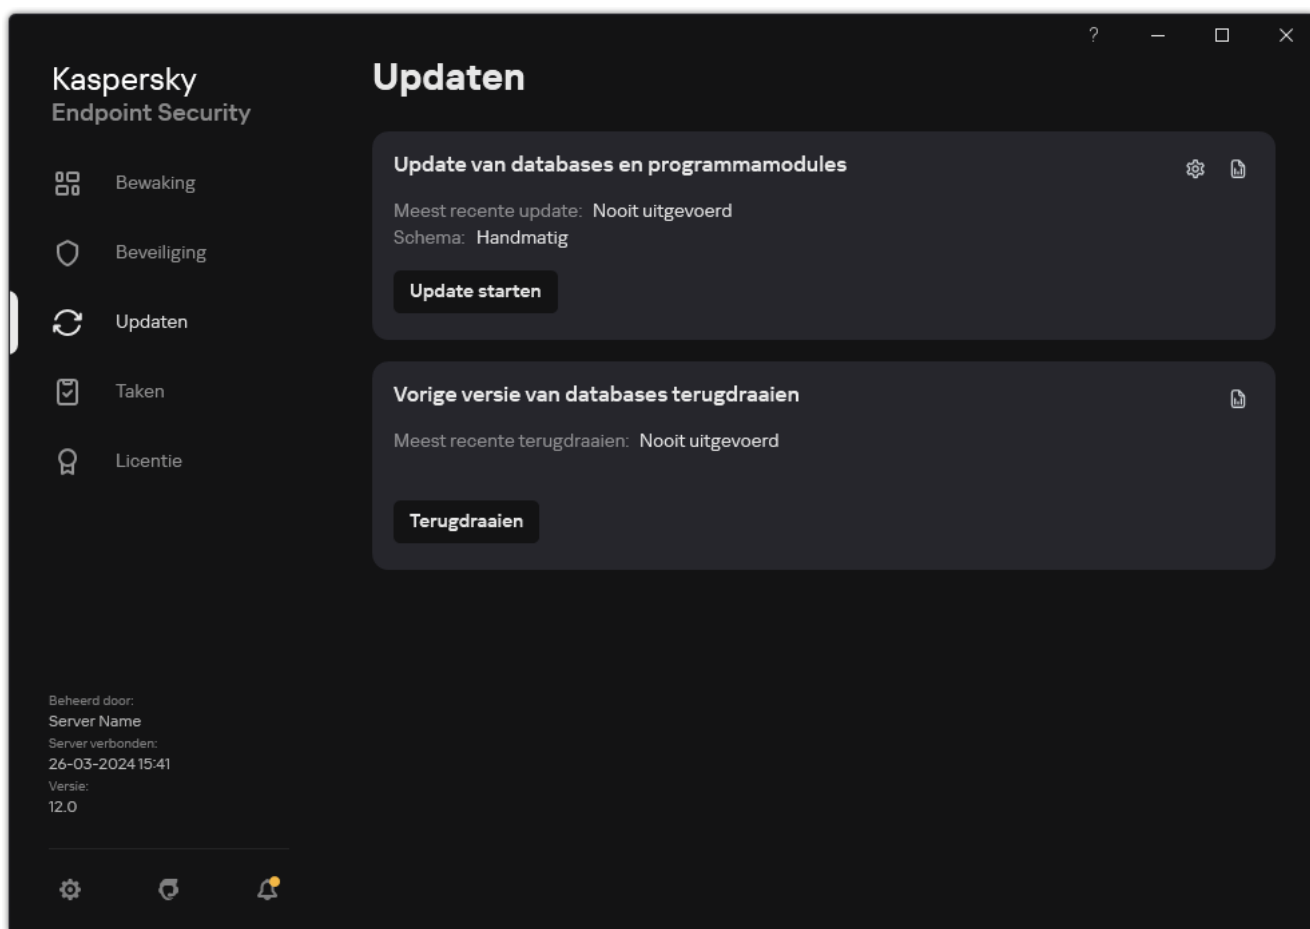 ?
Kaspersky
Endpoint Security
Bewaking
Beveiliging
Updaten
Taken
Licentie
Beheerd door:
Server Name
Server verbonden:
26-03-2024 15:41
Versie:
12.0
Updaten
Update van databases en programmamodules
Meest recente update: Nooit uitgevoerd
Schema: Handmatig
Update starten
Vorige versie van databases terugdraaien
Meest recente terugdraaien: Nooit uitgevoerd
Terugdraaien